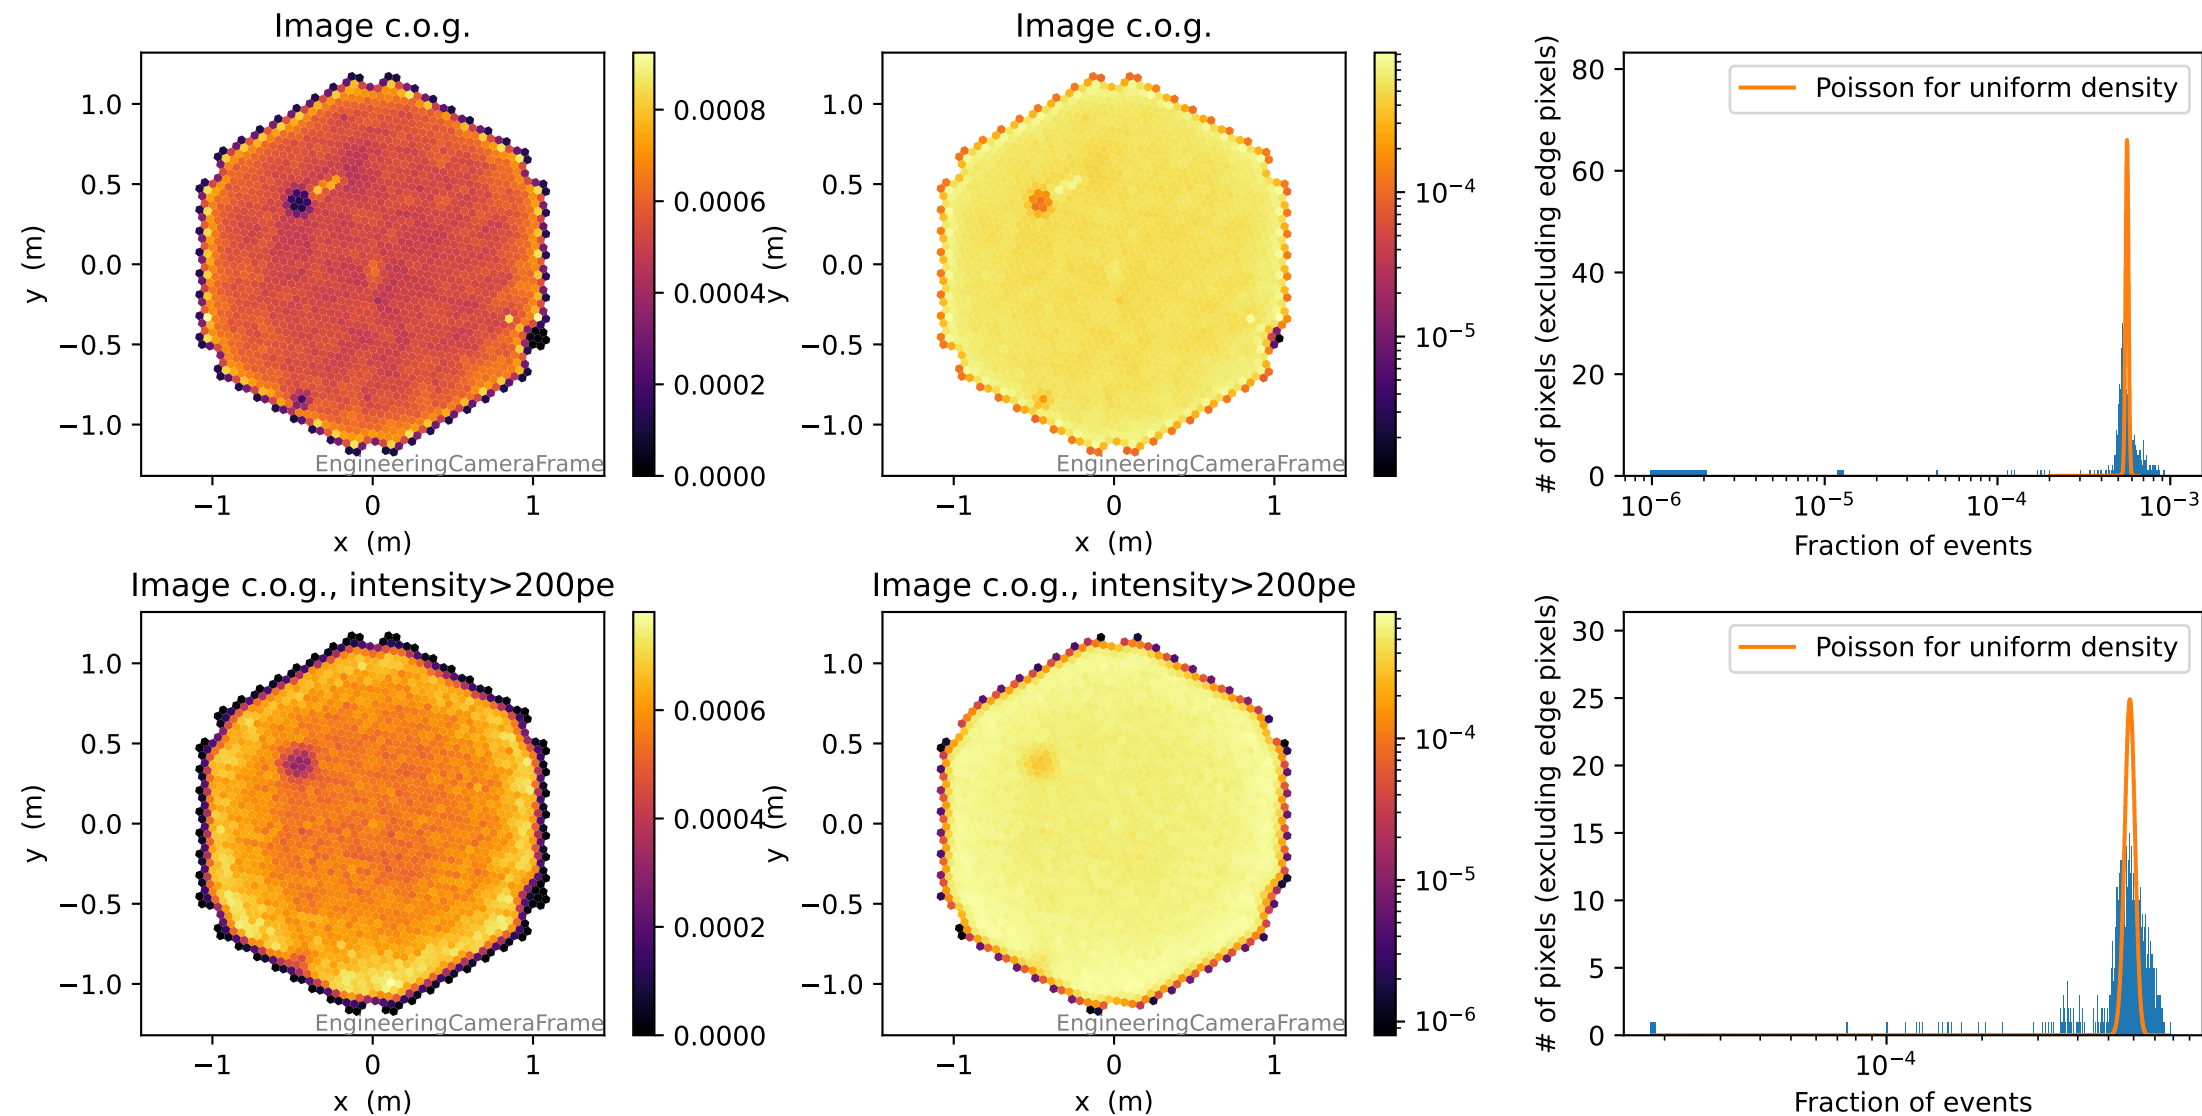 Image c.o.g.
1.0
0.5
0.0
−0.5
−1.0
y (m)
−1 0 1
x (m)
EngineeringCameraFrame
0.0008
0.0006
0.0004
0.0002
0.0000
Image c.o.g.
1.0
0.5
0.0
−0.5
−1.0
y (m)
−1 0 1
x (m)
EngineeringCameraFrame
10⁻⁴
10⁻⁵
Poisson for uniform density
80
60
40
20
0
# of pixels (excluding edge pixels)
10⁻⁶ 10⁻⁵ 10⁻⁴ 10⁻³
Fraction of events
Image c.o.g., intensity>200pe
1.0
0.5
0.0
−0.5
−1.0
y (m)
−1 0 1
x (m)
EngineeringCameraFrame
0.0006
0.0004
0.0002
0.0000
Image c.o.g., intensity>200pe
1.0
0.5
0.0
−0.5
−1.0
y (m)
−1 0 1
x (m)
EngineeringCameraFrame
10⁻⁴
10⁻⁵
10⁻⁶
Poisson for uniform density
30
25
20
15
10
5
0
# of pixels (excluding edge pixels)
10⁻⁴
Fraction of events